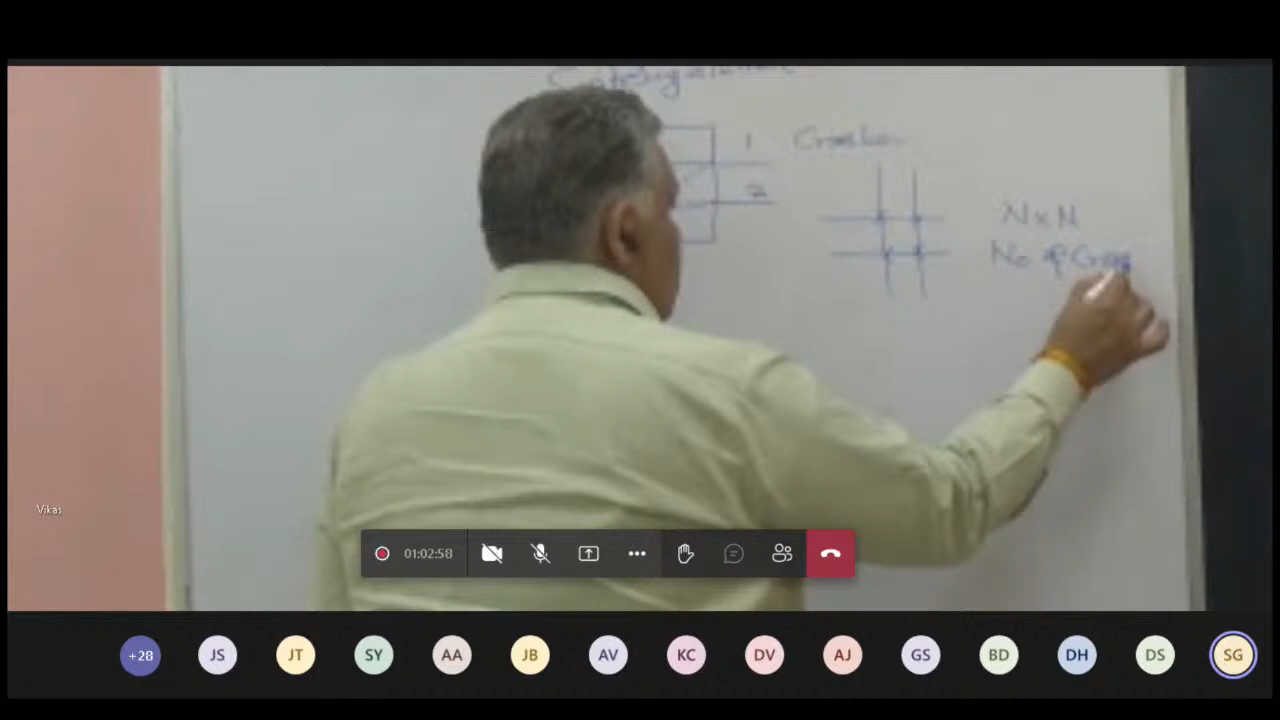 1
2
N x N
No of Cross
Vikas
01:02:58
+28
JS
JT
SY
AA
JB
AV
KC
DV
AJ
GS
BD
DH
DS
SG